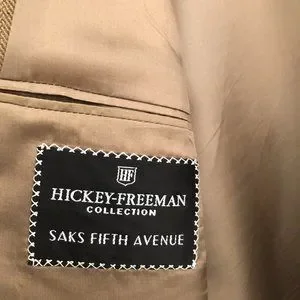 HF
HICKEY-FREEMAN
COLLECTION
SAKS FIFTH AVENUE